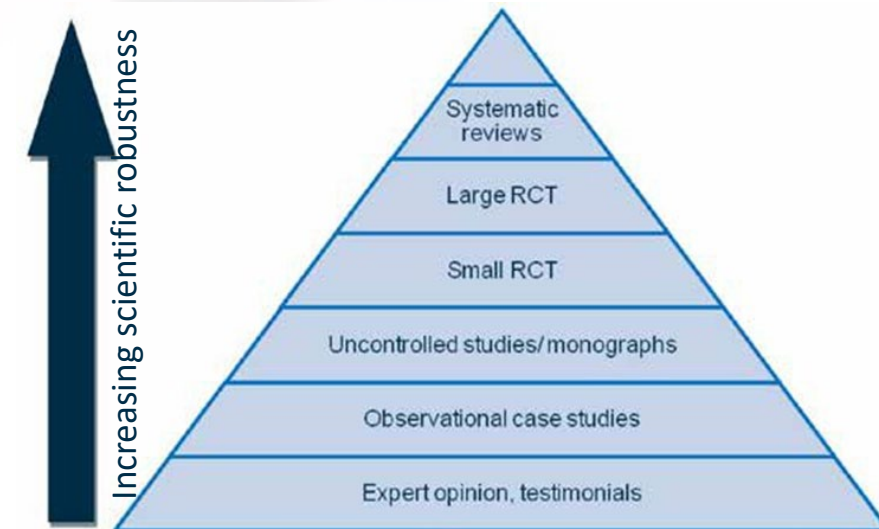 Increasing scientific robustness
Systematic
reviews
Large RCT
Small RCT
Uncontrolled studies/monographs
Observational case studies
Expert opinion, testimonials